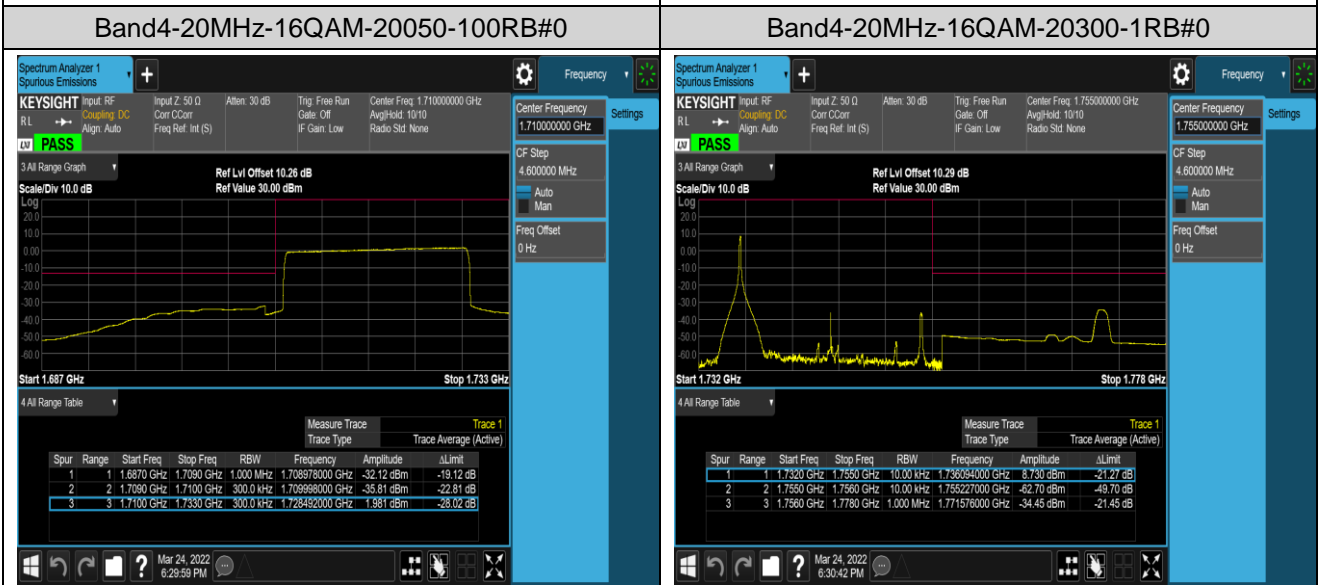 Band4-20MHz-16QAM-20050-100RB#0
Spectrum Analyzer 1
Spurious Emissions
Frequency
KEYSIGHT
RL
Input: RF
Coupling: DC
Align: Auto
Input Z: 50 Ω
Corr CCorr
Freq Ref: Int (S)
Atten: 30 dB
Trig: Free Run
Gate: Off
IF Gain: Low
Center Freq: 1.710000000 GHz
Avg|Hold: 10/10
Radio Std: None
LXI PASS
Center Frequency
1.710000000 GHz
Settings
CF Step
4.600000 MHz
Auto
Man
Freq Offset
0 Hz
3 All Range Graph
Ref Lvl Offset 10.26 dB
Scale/Div 10.0 dB
Ref Value 30.00 dBm
Log
20.0
10.0
0.00
-10.0
-20.0
-30.0
-40.0
-50.0
-60.0
Start 1.687 GHz
Stop 1.733 GHz
4 All Range Table
Measure Trace Trace 1
Trace Type Trace Average (Active)
Spur Range Start Freq Stop Freq RBW Frequency Amplitude ΔLimit
1 1 1.6870 GHz 1.7090 GHz 1.000 MHz 1.708978000 GHz -32.12 dBm -19.12 dB
2 2 1.7090 GHz 1.7100 GHz 300.0 kHz 1.709998000 GHz -35.81 dBm -22.81 dB
3 3 1.7100 GHz 1.7330 GHz 300.0 kHz 1.728492000 GHz 1.981 dBm -28.02 dB
Mar 24, 2022
6:29:59 PM
Band4-20MHz-16QAM-20300-1RB#0
Spectrum Analyzer 1
Spurious Emissions
Frequency
KEYSIGHT
RL
Input: RF
Coupling: DC
Align: Auto
Input Z: 50 Ω
Corr CCorr
Freq Ref: Int (S)
Atten: 30 dB
Trig: Free Run
Gate: Off
IF Gain: Low
Center Freq: 1.755000000 GHz
Avg|Hold: 10/10
Radio Std: None
LXI PASS
Center Frequency
1.755000000 GHz
Settings
CF Step
4.600000 MHz
Auto
Man
Freq Offset
0 Hz
3 All Range Graph
Ref Lvl Offset 10.29 dB
Scale/Div 10.0 dB
Ref Value 30.00 dBm
Log
20.0
10.0
0.00
-10.0
-20.0
-30.0
-40.0
-50.0
-60.0
Start 1.732 GHz
Stop 1.778 GHz
4 All Range Table
Measure Trace Trace 1
Trace Type Trace Average (Active)
Spur Range Start Freq Stop Freq RBW Frequency Amplitude ΔLimit
1 1 1.7320 GHz 1.7550 GHz 10.00 kHz 1.736094000 GHz 8.730 dBm -21.27 dB
2 2 1.7550 GHz 1.7560 GHz 10.00 kHz 1.755227000 GHz -62.70 dBm -49.70 dB
3 3 1.7560 GHz 1.7780 GHz 1.000 MHz 1.771576000 GHz -34.45 dBm -21.45 dB
Mar 24, 2022
6:30:42 PM